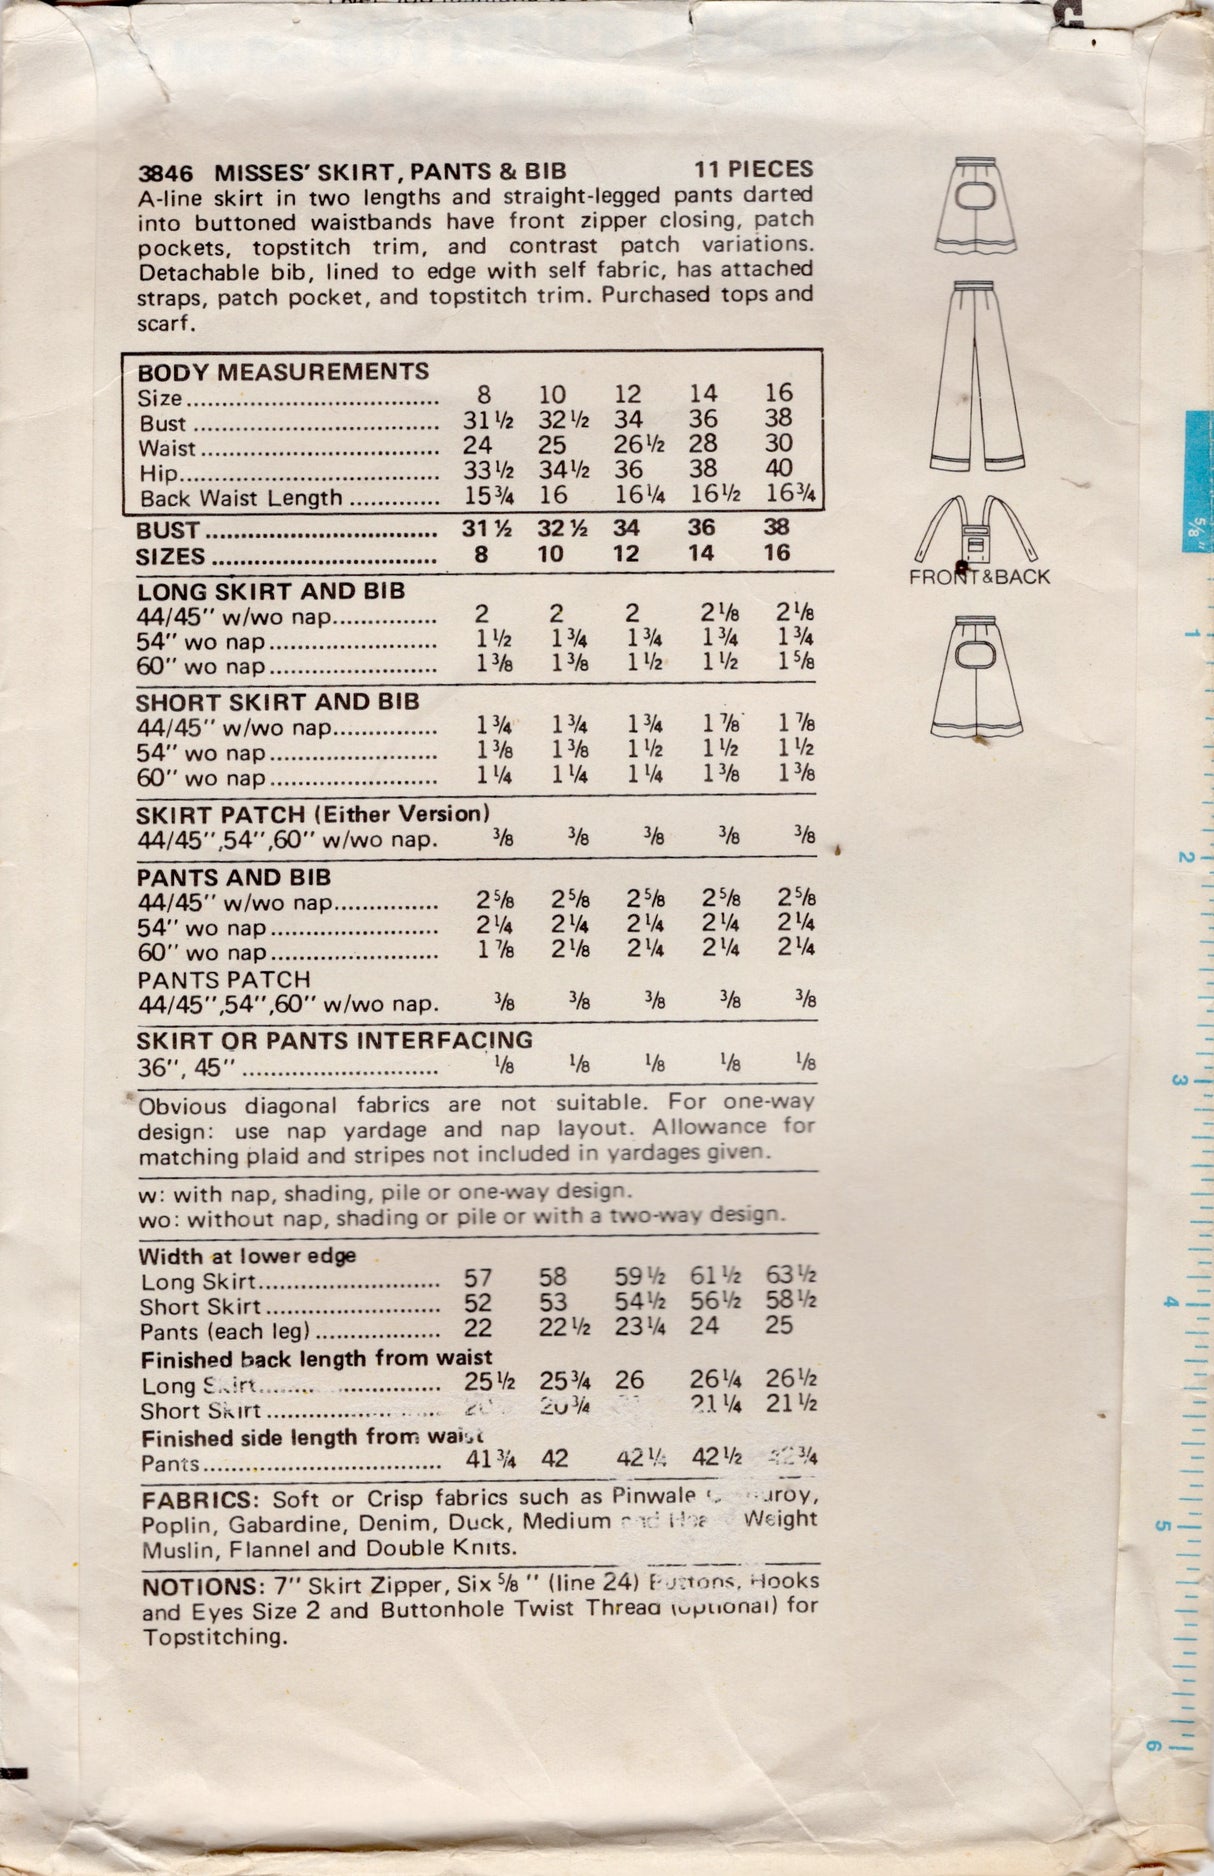 3846 MISSES' SKIRT, PANTS & BIB 11 PIECES
A-line skirt in two lengths and straight-legged pants darted
into buttoned waistbands have front zipper closing, patch
pockets, topstitch trim, and contrast patch variations.
Detachable bib, lined to edge with self fabric, has attached
straps, patch pocket, and topstitch trim. Purchased tops and
scarf.
BODY MEASUREMENTS
Size 8 10 12 14 16
Bust 31½ 32½ 34 36 38
Waist 24 25 26½ 28 30
Hip 33½ 34½ 36 38 40
Back Waist Length 15¾ 16 16¼ 16½ 16¾
BUST 31½ 32½ 34 36 38
SIZES 8 10 12 14 16
LONG SKIRT AND BIB
44/45" w/wo nap 2 2 2 2⅛ 2⅛
54" wo nap 1½ 1¾ 1¾ 1¾ 1¾
60" wo nap 1⅜ 1⅜ 1½ 1½ 1⅝
SHORT SKIRT AND BIB
44/45" w/wo nap 1¾ 1¾ 1¾ 1⅞ 1⅞
54" wo nap 1⅜ 1⅜ 1½ 1½ 1½
60" wo nap 1¼ 1¼ 1¼ 1⅜ 1⅜
SKIRT PATCH (Either Version)
44/45",54",60" w/wo nap. ⅜ ⅜ ⅜ ⅜ ⅜
PANTS AND BIB
44/45" w/wo nap 2⅝ 2⅝ 2⅝ 2⅝ 2⅝
54" wo nap 2¼ 2¼ 2¼ 2¼ 2¼
60" wo nap 1⅞ 2⅛ 2¼ 2¼ 2¼
PANTS PATCH
44/45",54",60" w/wo nap. ⅜ ⅜ ⅜ ⅜ ⅜
SKIRT OR PANTS INTERFACING
36", 45" ⅛ ⅛ ⅛ ⅛ ⅛
Obvious diagonal fabrics are not suitable. For one-way
design: use nap yardage and nap layout. Allowance for
matching plaid and stripes not included in yardages given.
w: with nap, shading, pile or one-way design.
wo: without nap, shading or pile or with a two-way design.
Width at lower edge
Long Skirt 57 58 59½ 61½ 63½
Short Skirt 52 53 54½ 56½ 58½
Pants (each leg) 22 22½ 23¼ 24 25
Finished back length from waist
Long Skirt 25½ 25¾ 26 26¼ 26½
Short Skirt 20¾ 21¼ 21½
Finished side length from waist
Pants 41¾ 42 42¼ 42½ 42¾
FABRICS: Soft or Crisp fabrics such as Pinwale Corduroy,
Poplin, Gabardine, Denim, Duck, Medium and Heavy Weight
Muslin, Flannel and Double Knits.
NOTIONS: 7" Skirt Zipper, Six ⅝" (line 24) Buttons, Hooks
and Eyes Size 2 and Buttonhole Twist Thread (optional) for
Topstitching.
FRONT&BACK
⅝"
1
2
3
4
5
6